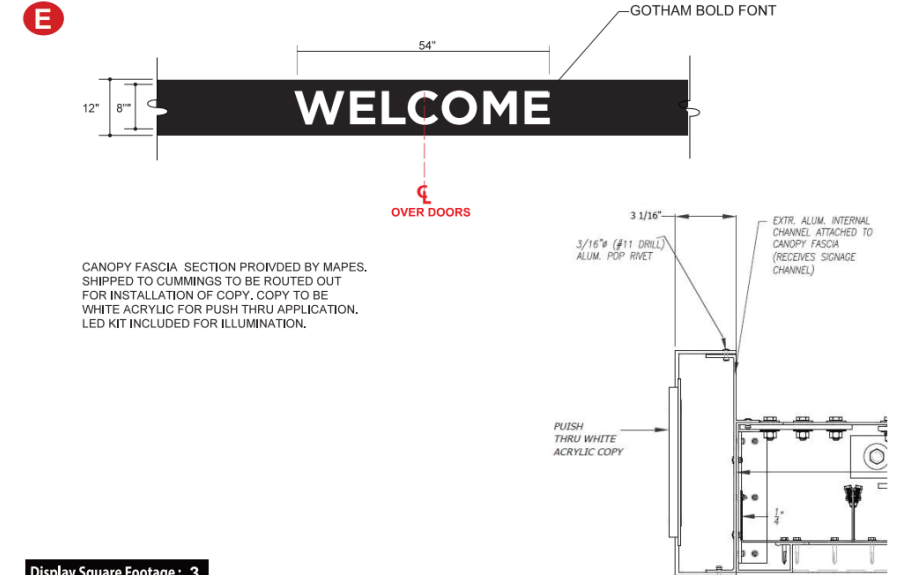 E
GOTHAM BOLD FONT
54"
12"
8""
WELCOME
℄
OVER DOORS
CANOPY FASCIA SECTION PROIVDED BY MAPES.
SHIPPED TO CUMMINGS TO BE ROUTED OUT
FOR INSTALLATION OF COPY. COPY TO BE
WHITE ACRYLIC FOR PUSH THRU APPLICATION.
LED KIT INCLUDED FOR ILLUMINATION.
3 1/16"
3/16"ø (#11 DRILL)
ALUM. POP RIVET
EXTR. ALUM. INTERNAL
CHANNEL ATTACHED TO
CANOPY FASCIA
(RECEIVES SIGNAGE
CHANNEL)
PUISH
THRU WHITE
ACRYLIC COPY
1/4"
Display Square Footage : 3